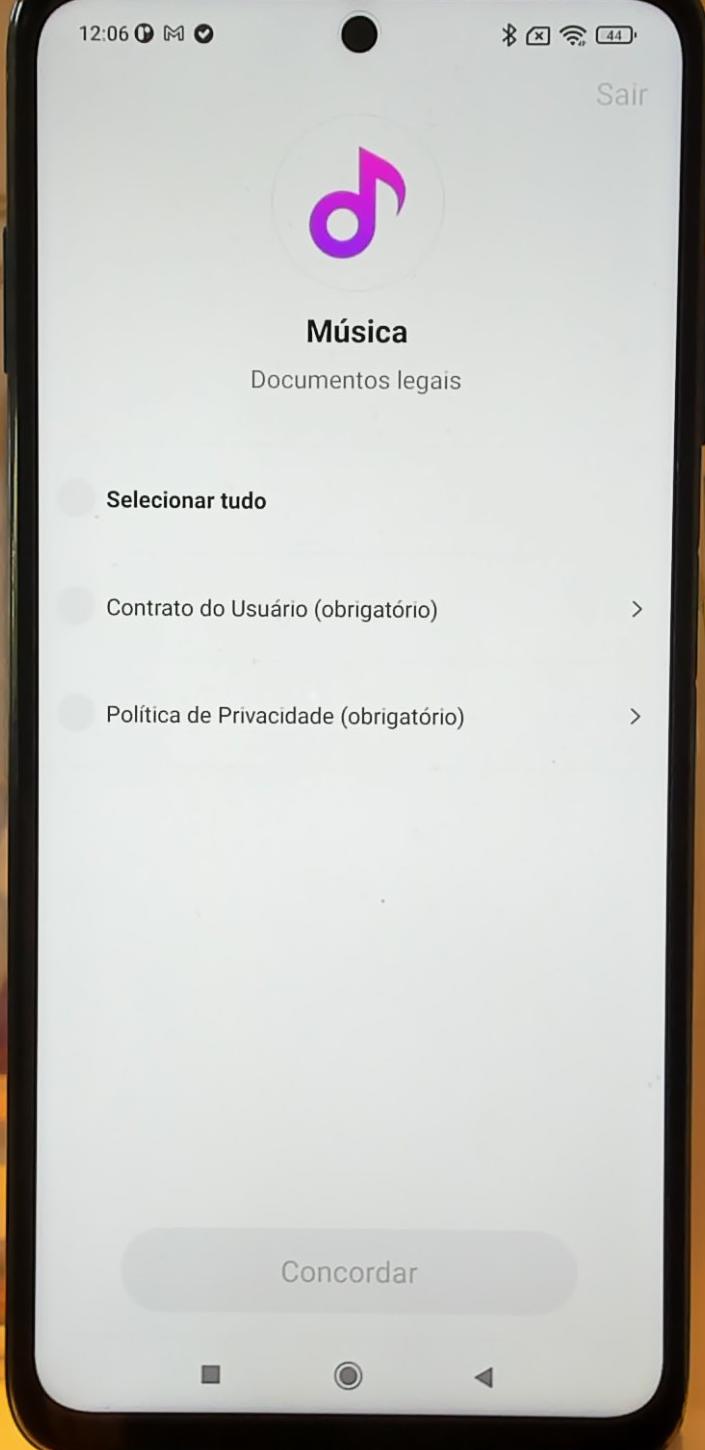 12:06
44
Sair
Música
Documentos legais
Selecionar tudo
Contrato do Usuário (obrigatório)
Política de Privacidade (obrigatório)
Concordar